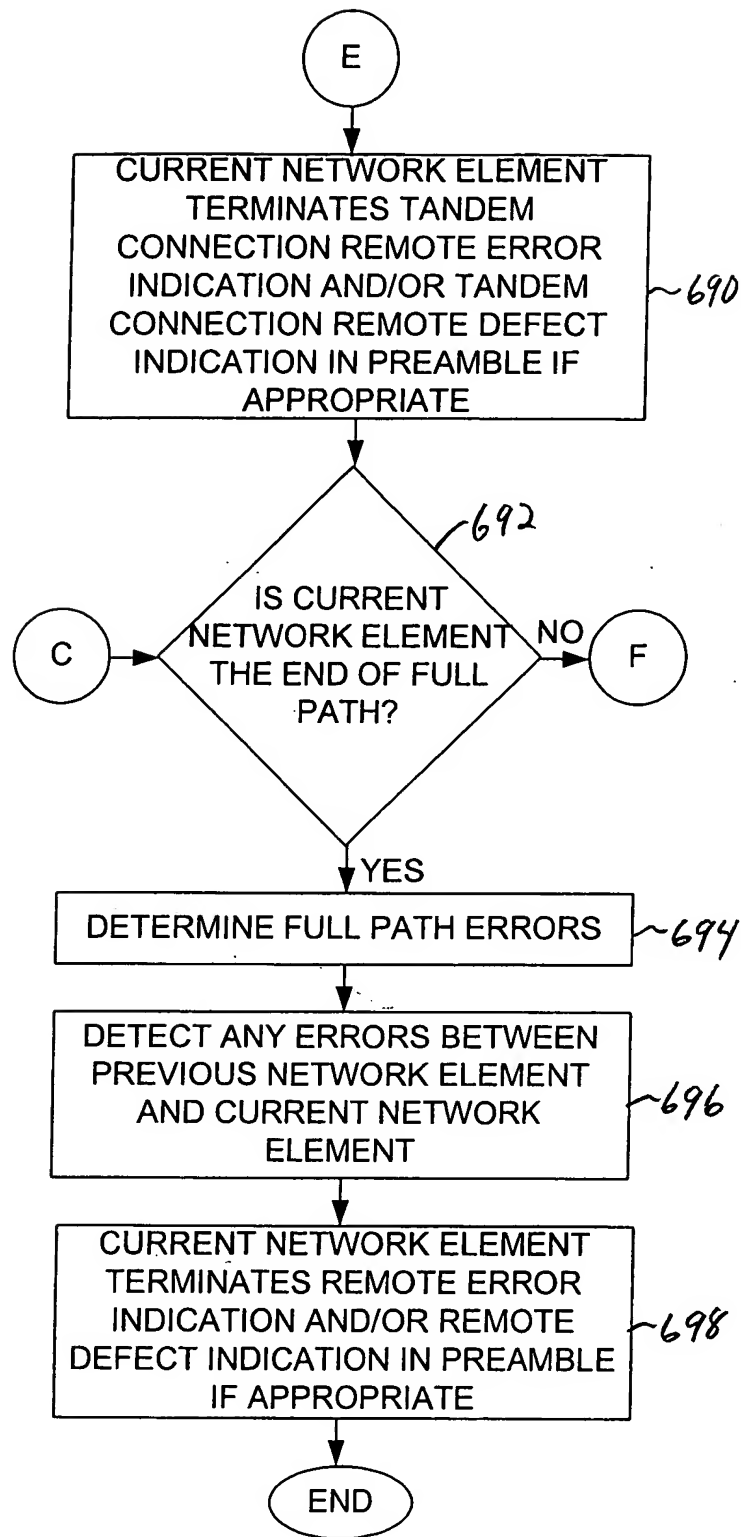 E
CURRENT NETWORK ELEMENT
TERMINATES TANDEM
CONNECTION REMOTE ERROR
INDICATION AND/OR TANDEM
CONNECTION REMOTE DEFECT
INDICATION IN PREAMBLE IF
APPROPRIATE
690
692
IS CURRENT
NETWORK ELEMENT
THE END OF FULL
PATH?
C
NO
F
YES
DETERMINE FULL PATH ERRORS
694
DETECT ANY ERRORS BETWEEN
PREVIOUS NETWORK ELEMENT
AND CURRENT NETWORK
ELEMENT
696
CURRENT NETWORK ELEMENT
TERMINATES REMOTE ERROR
INDICATION AND/OR REMOTE
DEFECT INDICATION IN PREAMBLE
IF APPROPRIATE
698
END